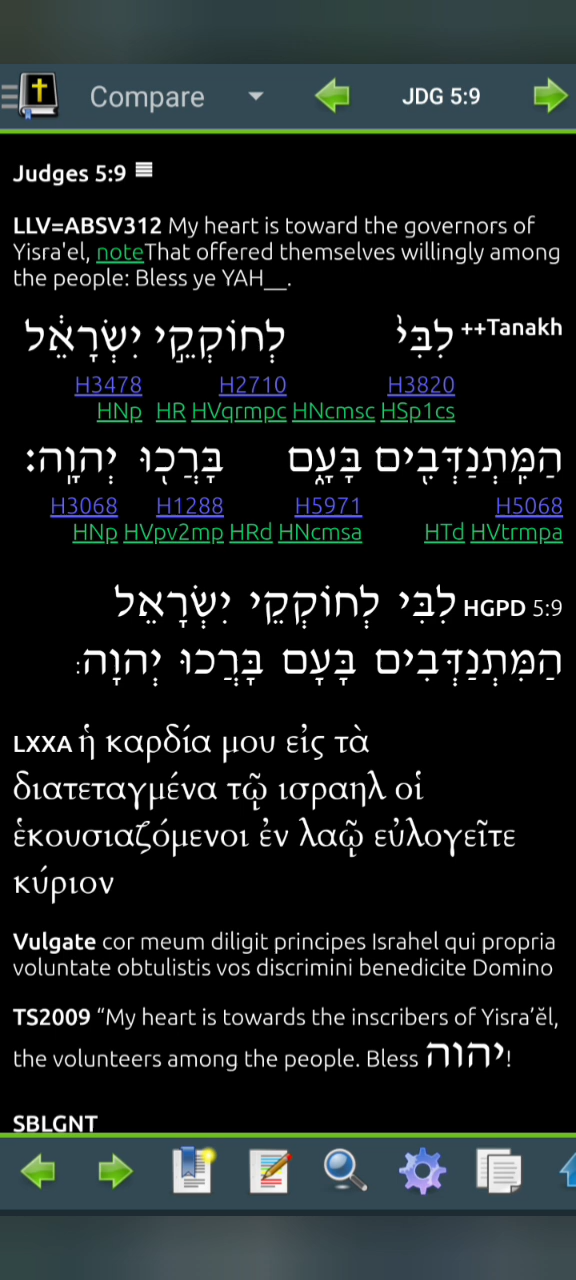 Compare
JDG 5:9
Judges 5:9
LLV=ABSV312 My heart is toward the governors of
Yisra'el, noteThat offered themselves willingly among
the people: Bless ye YAH__.
++Tanakh לִבִּי֙ לְחוֹקְקֵ֣י יִשְׂרָאֵ֔ל
H3478 H2710 H3820
HNp HR HVqrmpc HNcmsc HSp1cs
הַמִּֽתְנַדְּבִ֖ים בָּעָ֑ם בָּרֲכ֖וּ יְהוָֽה׃
H3068 H1288 H5971 H5068
HNp HVpv2mp HRd HNcmsa HTd HVtrmpa
HGPD 5:9 לִבִּי לְחוֹקְקֵי יִשְׂרָאֵל
הַמִּתְנַדְּבִים בָּעָם בָּרֲכוּ יְהוָה׃
LXXA ἡ καρδία μου εἰς τὰ
διατεταγμένα τῷ ισραηλ οἱ
ἑκουσιαζόμενοι ἐν λαῷ εὐλογεῖτε
κύριον
Vulgate cor meum diligit principes Israhel qui propria
voluntate obtulistis vos discrimini benedicite Domino
TS2009 “My heart is towards the inscribers of Yisra’ĕl,
the volunteers among the people. Bless יהוה!
SBLGNT